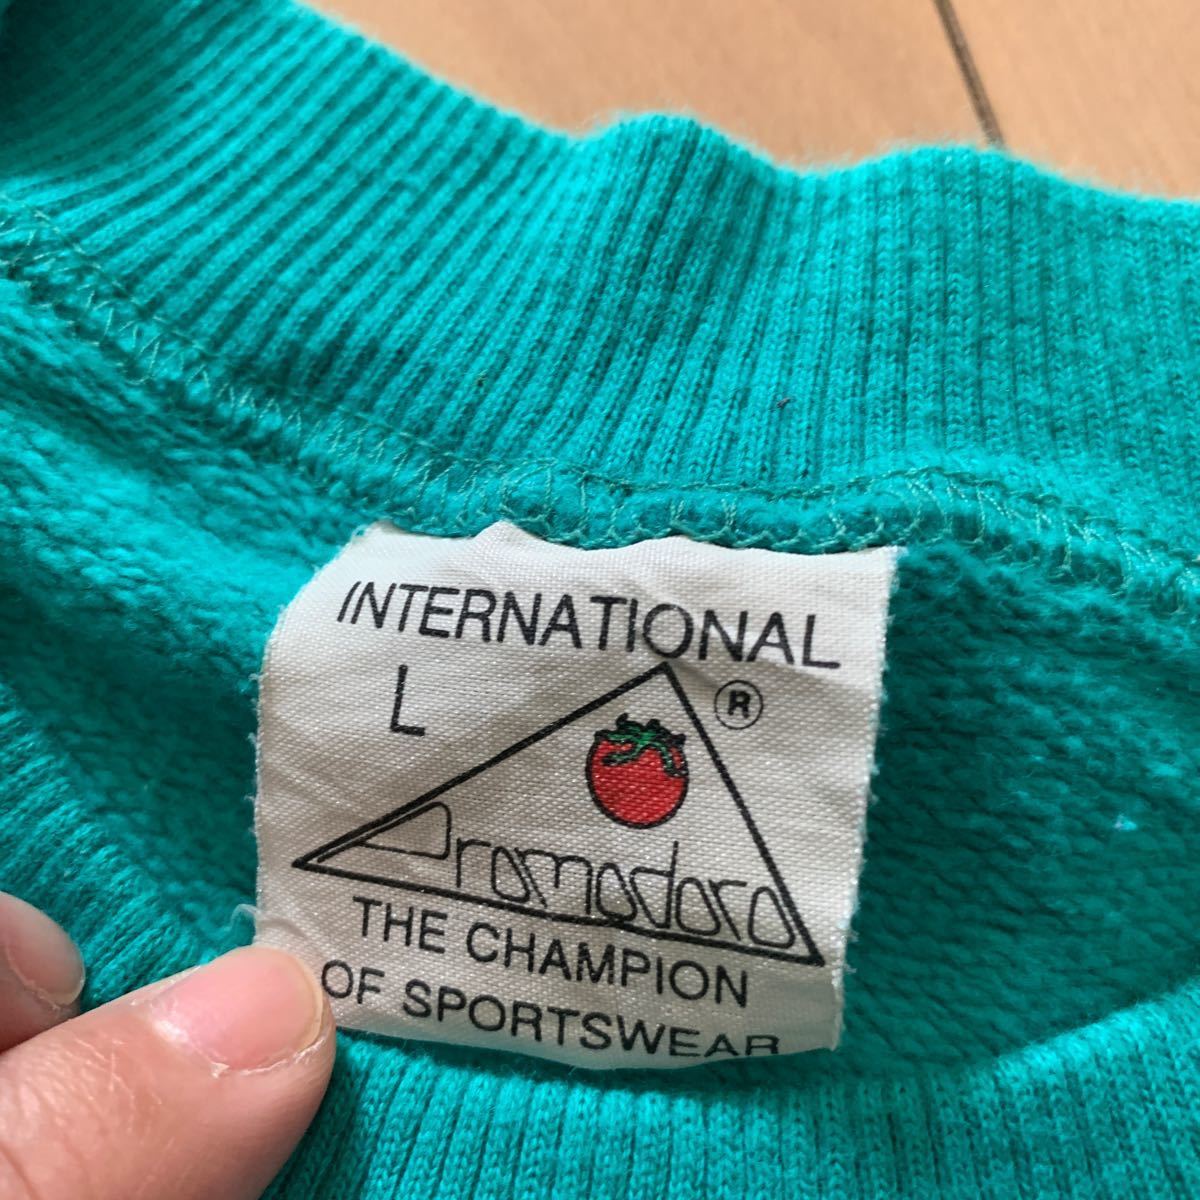 INTERNATIONAL
L
®
Promodoro
THE CHAMPION
OF SPORTSWEAR